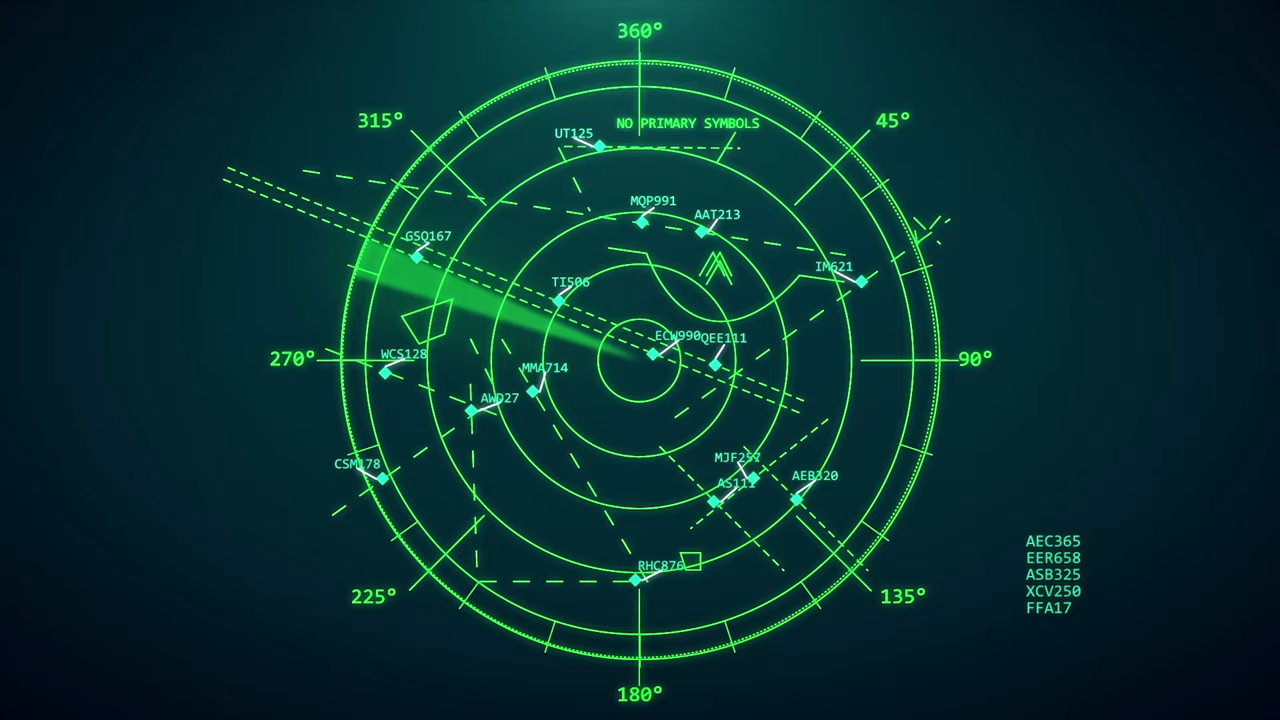 360°
315°
45°
NO PRIMARY SYMBOLS
UT125
MQP991
AAT213
GSO167
IM621
TI506
ECW990
QEE111
WCS128
270°
90°
MMA714
AWD27
MJF257
CSM178
AEB320
AS111
AEC365
EER658
ASB325
XCV250
FFA17
RHC876
225°
135°
180°